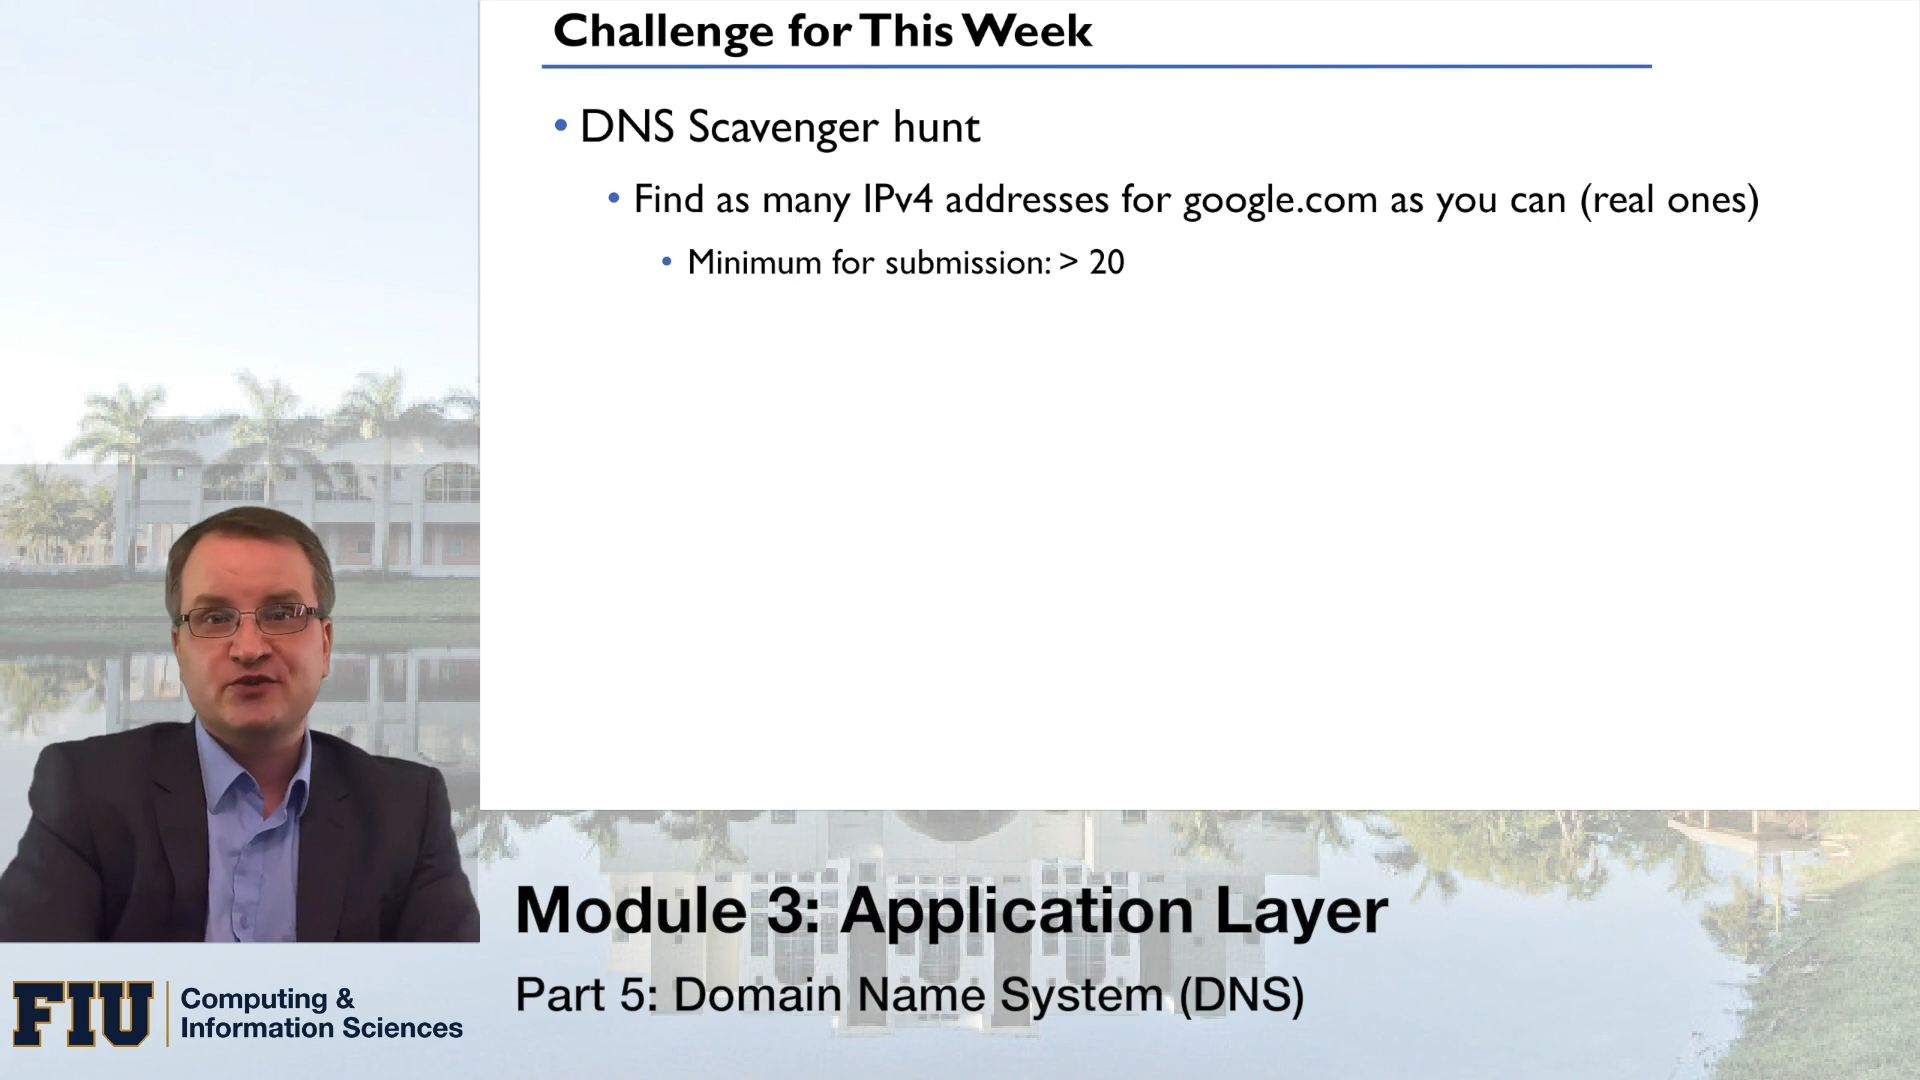 Challenge for This Week
• DNS Scavenger hunt
• Find as many IPv4 addresses for google.com as you can (real ones)
• Minimum for submission: > 20
Module 3: Application Layer
Part 5: Domain Name System (DNS)
FIU
Computing &
Information Sciences